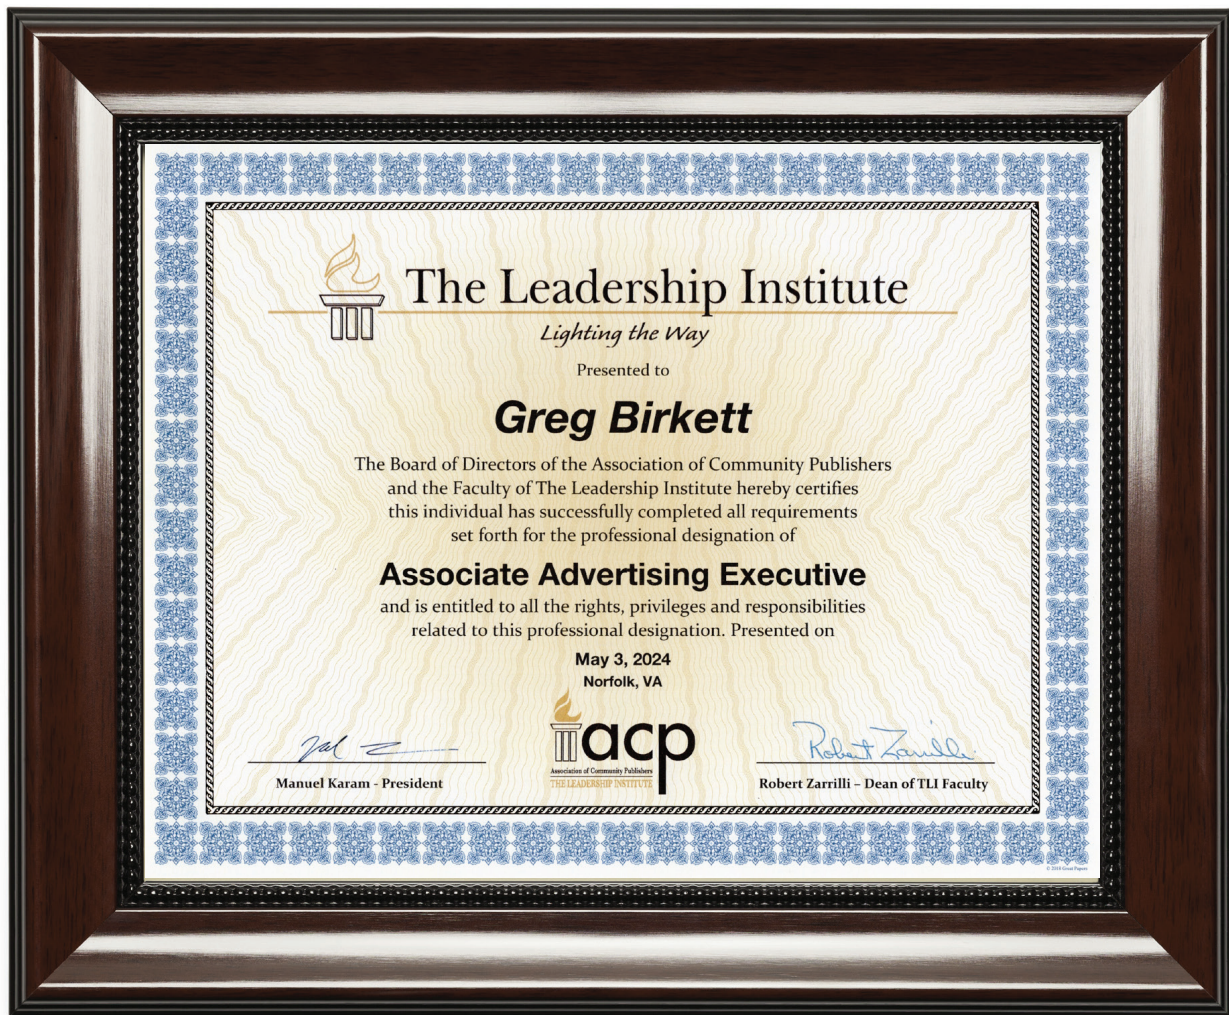 The Leadership Institute
Lighting the Way
Presented to
Greg Birkett
The Board of Directors of the Association of Community Publishers
and the Faculty of The Leadership Institute hereby certifies
this individual has successfully completed all requirements
set forth for the professional designation of
Associate Advertising Executive
and is entitled to all the rights, privileges and responsibilities
related to this professional designation. Presented on
May 3, 2024
Norfolk, VA
acp
Association of Community Publishers
THE LEADERSHIP INSTITUTE
Manuel Karam - President
Robert Zarrilli
Robert Zarrilli – Dean of TLI Faculty